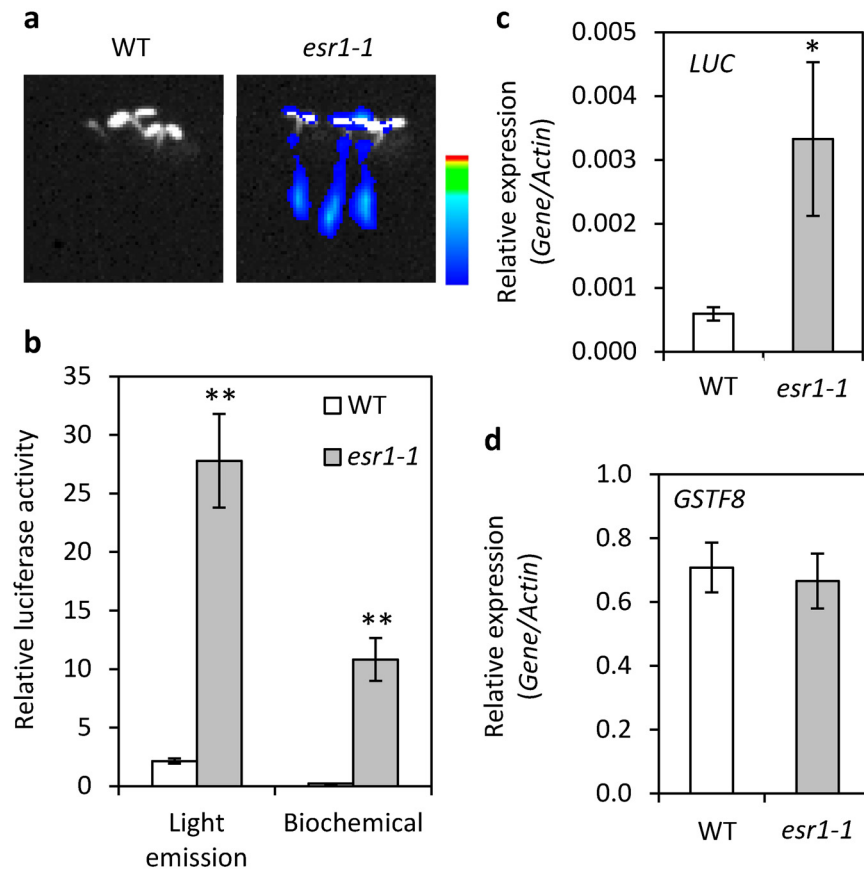 a
WT
esr1-1
b
35
30
25
20
15
10
5
0
Relative luciferase activity
**
**
WT
esr1-1
Light
emission
Biochemical
c
0.005
0.004
0.003
0.002
0.001
0.000
Relative expression
(Gene/Actin)
LUC
*
WT
esr1-1
d
1.0
0.8
0.6
0.4
0.2
0.0
Relative expression
(Gene/Actin)
GSTF8
WT
esr1-1